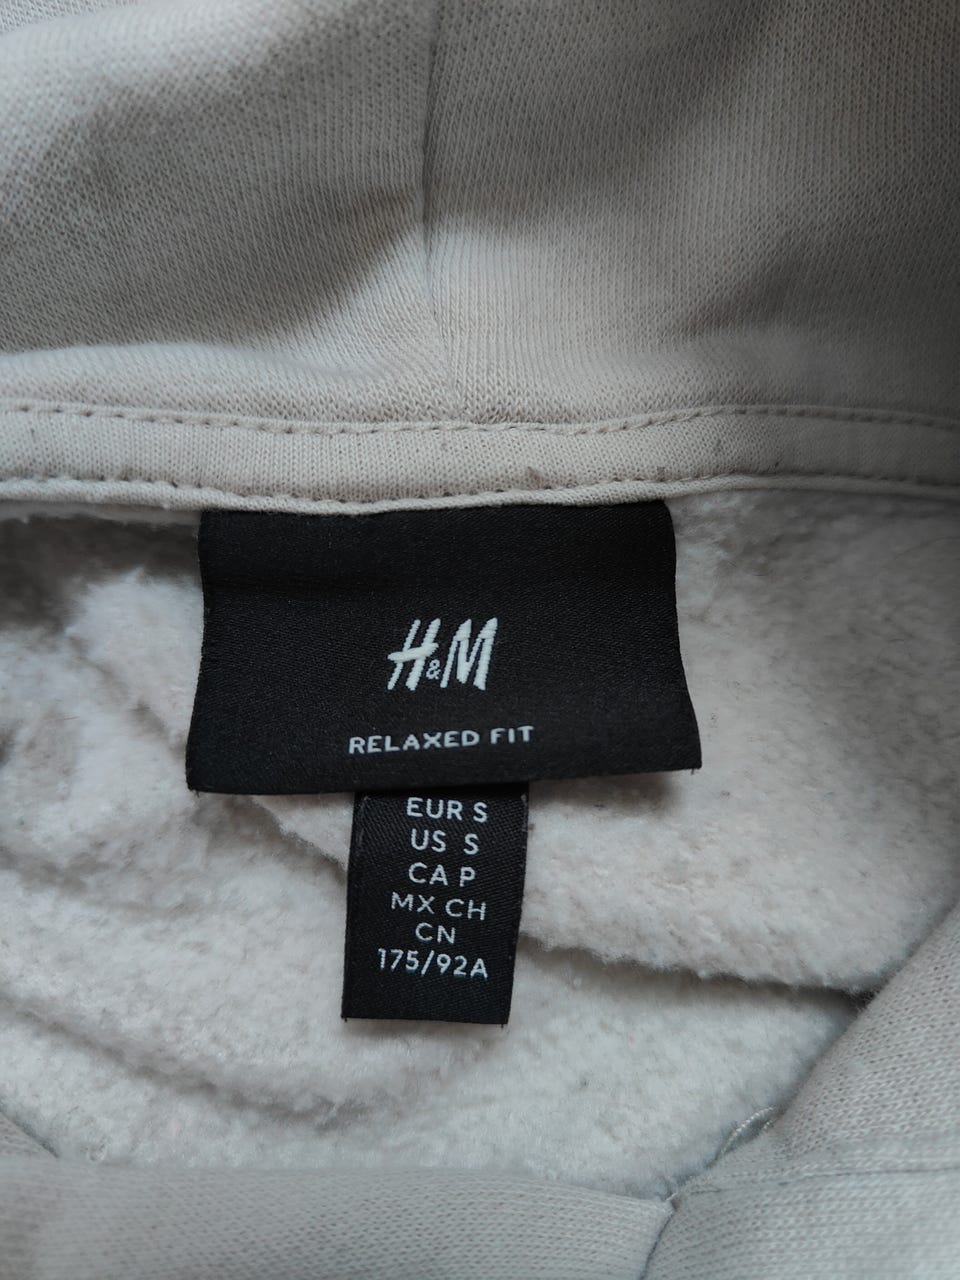 H&M
RELAXED FIT
EUR S
US S
CA P
MX CH
CN
175/92A